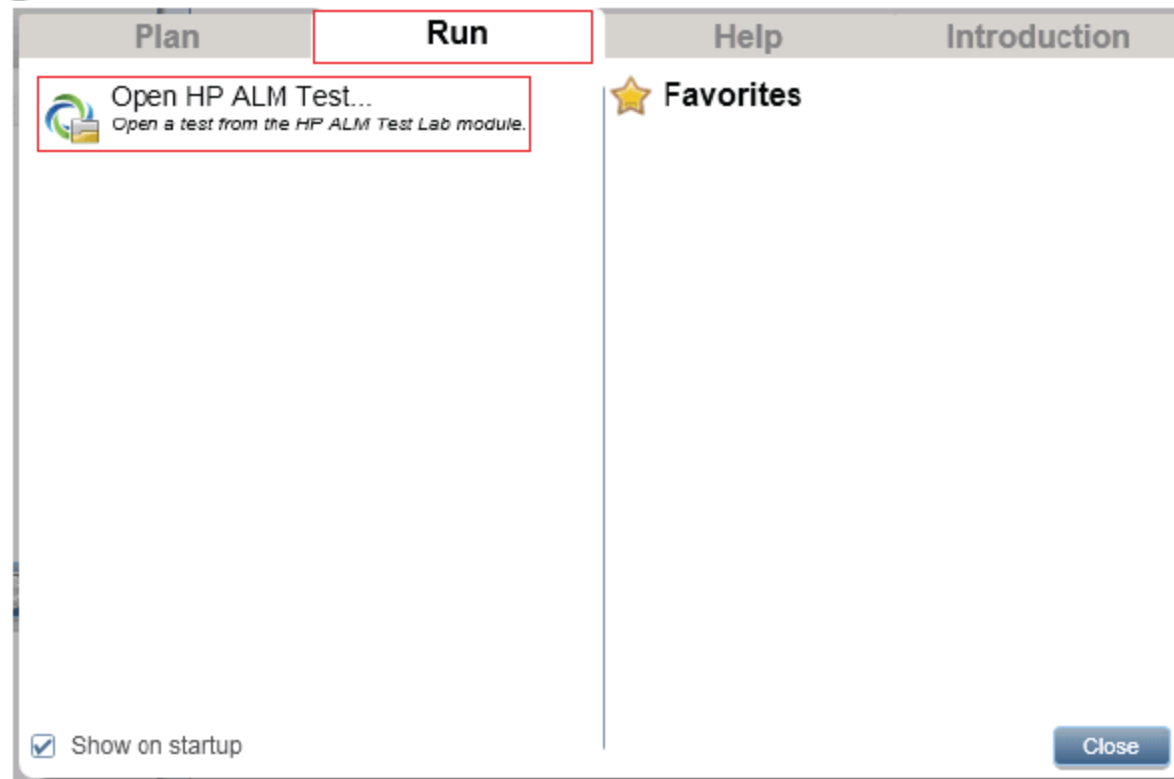 Plan Run Help Introduction
Open HP ALM Test...
Open a test from the HP ALM Test Lab module.
Favorites
Show on startup
Close